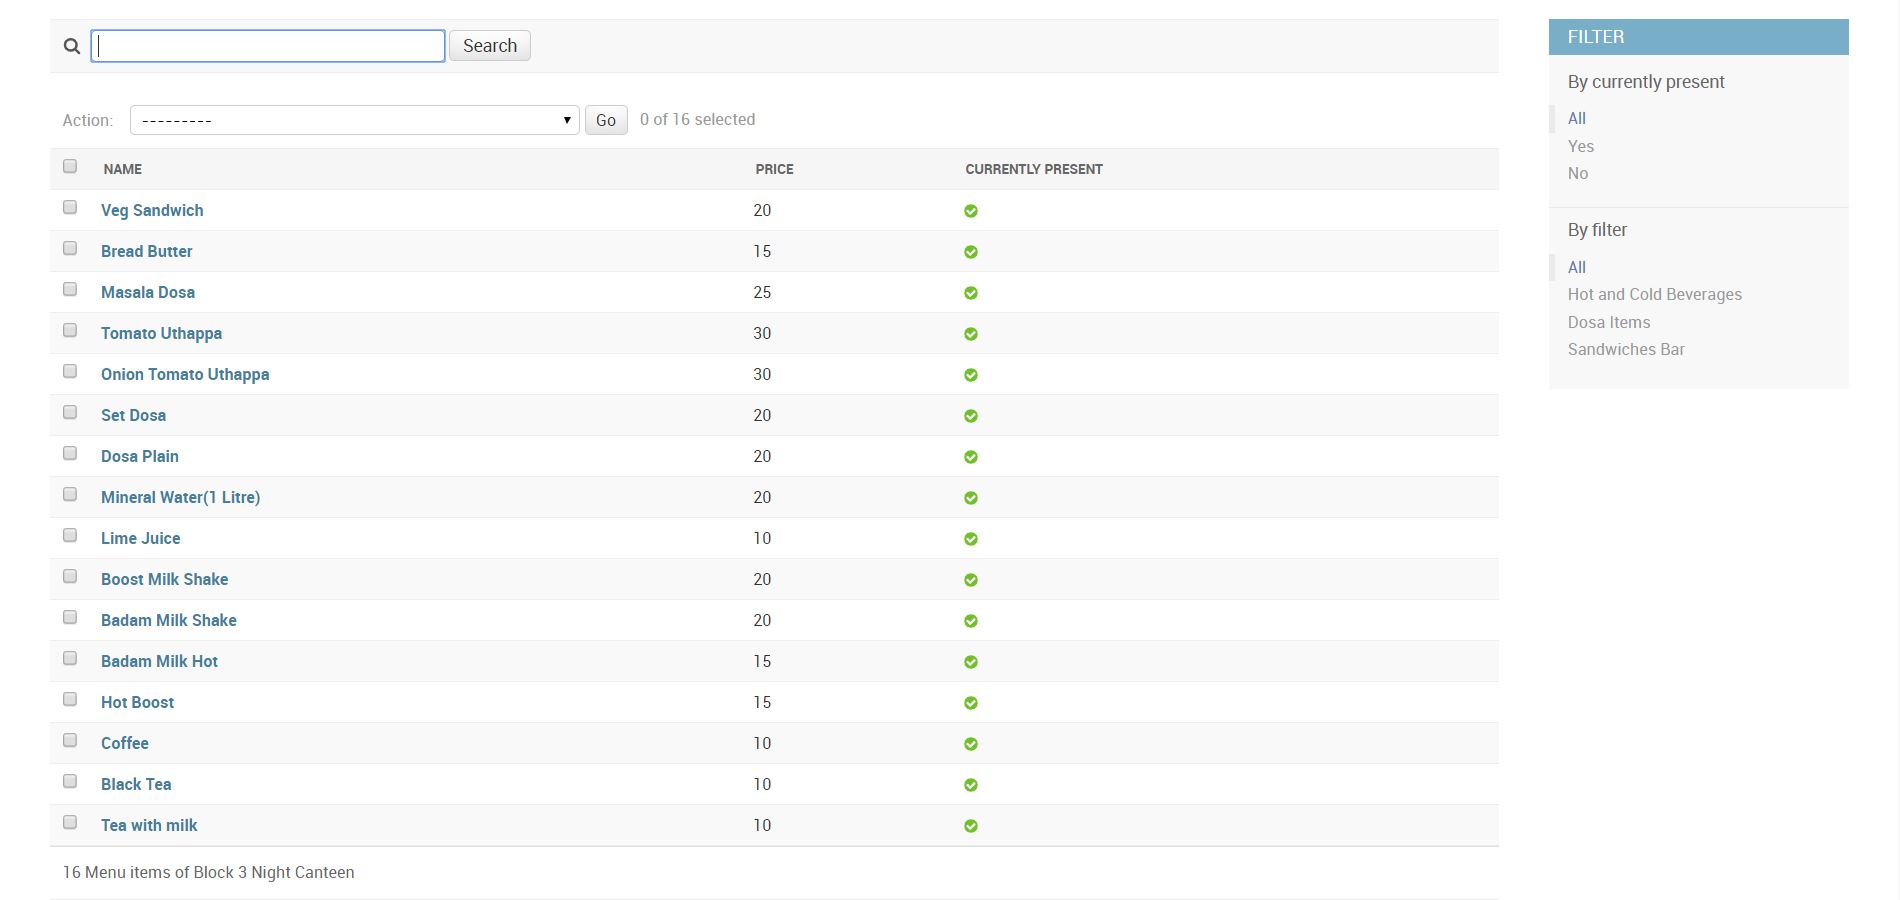 Search
Action: --------- Go 0 of 16 selected
NAME PRICE CURRENTLY PRESENT
Veg Sandwich 20
Bread Butter 15
Masala Dosa 25
Tomato Uthappa 30
Onion Tomato Uthappa 30
Set Dosa 20
Dosa Plain 20
Mineral Water(1 Litre) 20
Lime Juice 10
Boost Milk Shake 20
Badam Milk Shake 20
Badam Milk Hot 15
Hot Boost 15
Coffee 10
Black Tea 10
Tea with milk 10
16 Menu items of Block 3 Night Canteen
FILTER
By currently present
All
Yes
No
By filter
All
Hot and Cold Beverages
Dosa Items
Sandwiches Bar